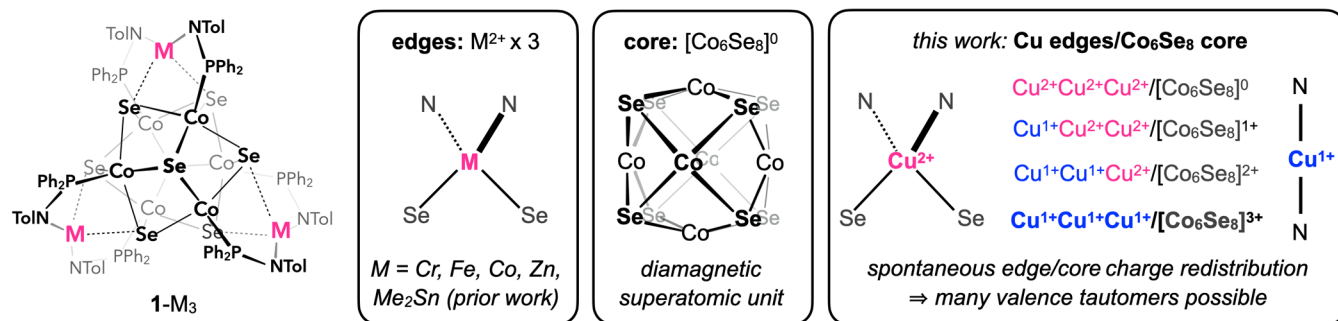 TolN
NTol
M
Ph₂P
PPh₂
Se
Se
Co
Co
Se
Se
Co
Se
Co
Ph₂P
PPh₂
TolN
Co
Co
NTol
M
Se
Se
M
NTol
PPh₂
Ph₂P
NTol
1-M₃
edges: M²⁺ x 3
N
N
M
Se
Se
M = Cr, Fe, Co, Zn,
Me₂Sn (prior work)
core: [Co₆Se₈]⁰
Co
Se
Se
Se
Se
Co
Co
Co
Co
Se
Se
Se
Se
Co
diamagnetic
superatomic unit
this work: Cu edges/Co₆Se₈ core
N
N
Cu²⁺
Se
Se
Cu²⁺Cu²⁺Cu²⁺/[Co₆Se₈]⁰
Cu¹⁺Cu²⁺Cu²⁺/[Co₆Se₈]¹⁺
Cu¹⁺Cu¹⁺Cu²⁺/[Co₆Se₈]²⁺
Cu¹⁺Cu¹⁺Cu¹⁺/[Co₆Se₈]³⁺
N
Cu¹⁺
N
spontaneous edge/core charge redistribution
⇒ many valence tautomers possible